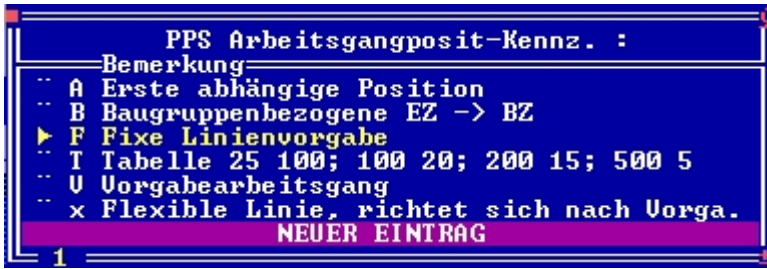 PPS Arbeitsgangposit-Kennz. :
Bemerkung
¨ A Erste abhängige Position
¨ B Baugruppenbezogene EZ -> BZ
► F Fixe Linienvorgabe
¨ T Tabelle 25 100; 100 20; 200 15; 500 5
¨ V Vorgabearbeitsgang
¨ x Flexible Linie, richtet sich nach Vorga.
NEUER EINTRAG
1